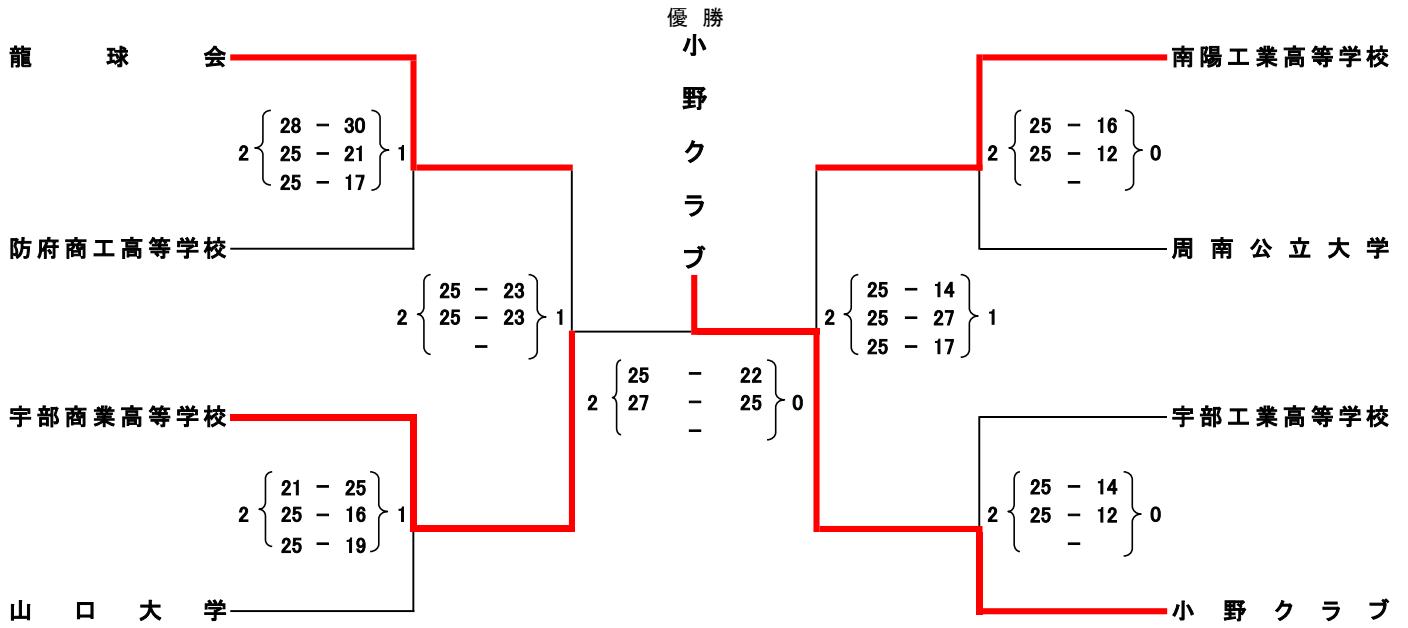 優 勝
小野クラブ
龍球会
2 28 － 30 1
25 － 21
25 － 17
防府商工高等学校
2 25 － 23 1
25 － 23
－
宇部商業高等学校
2 21 － 25 1
25 － 16
25 － 19
山口大学
2 25 － 22 0
27 － 25
－
南陽工業高等学校
2 25 － 16 0
25 － 12
－
周南公立大学
2 25 － 14 1
25 － 27
25 － 17
宇部工業高等学校
2 25 － 14 0
25 － 12
－
小野クラブ